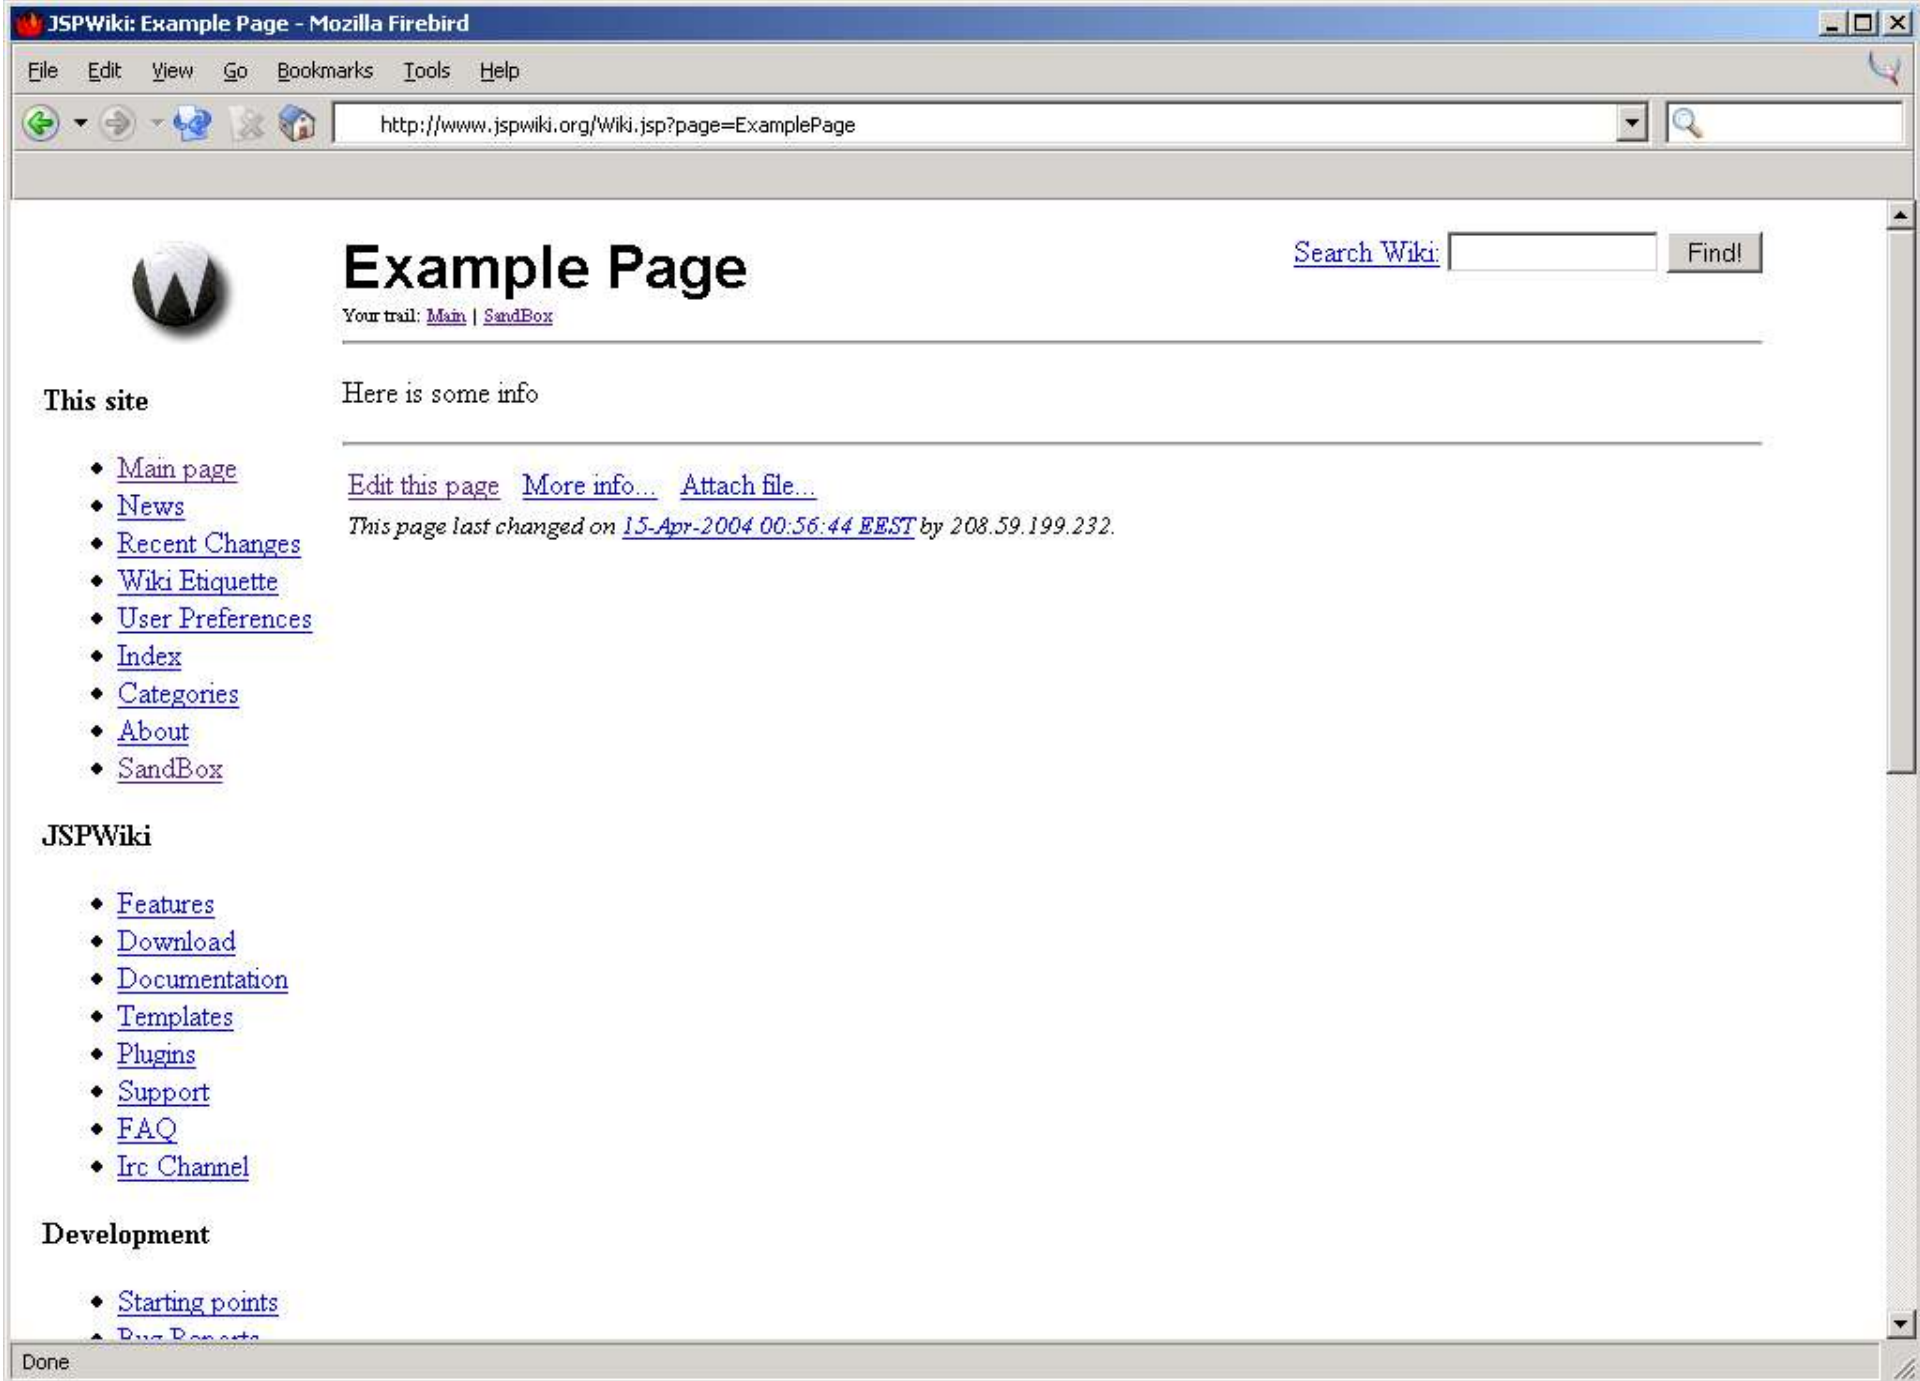 JSPWiki: Example Page - Mozilla Firebird
File Edit View Go Bookmarks Tools Help
http://www.jspwiki.org/Wiki.jsp?page=ExamplePage
Example Page
Search Wiki: Find!
Your trail: Main | SandBox
Here is some info
Edit this page More info... Attach file...
This page last changed on 15-Apr-2004 00:56:44 EEST by 208.59.199.232.
This site
Main page
News
Recent Changes
Wiki Etiquette
User Preferences
Index
Categories
About
SandBox
JSPWiki
Features
Download
Documentation
Templates
Plugins
Support
FAQ
Irc Channel
Development
Starting points
Bug Reports
Done